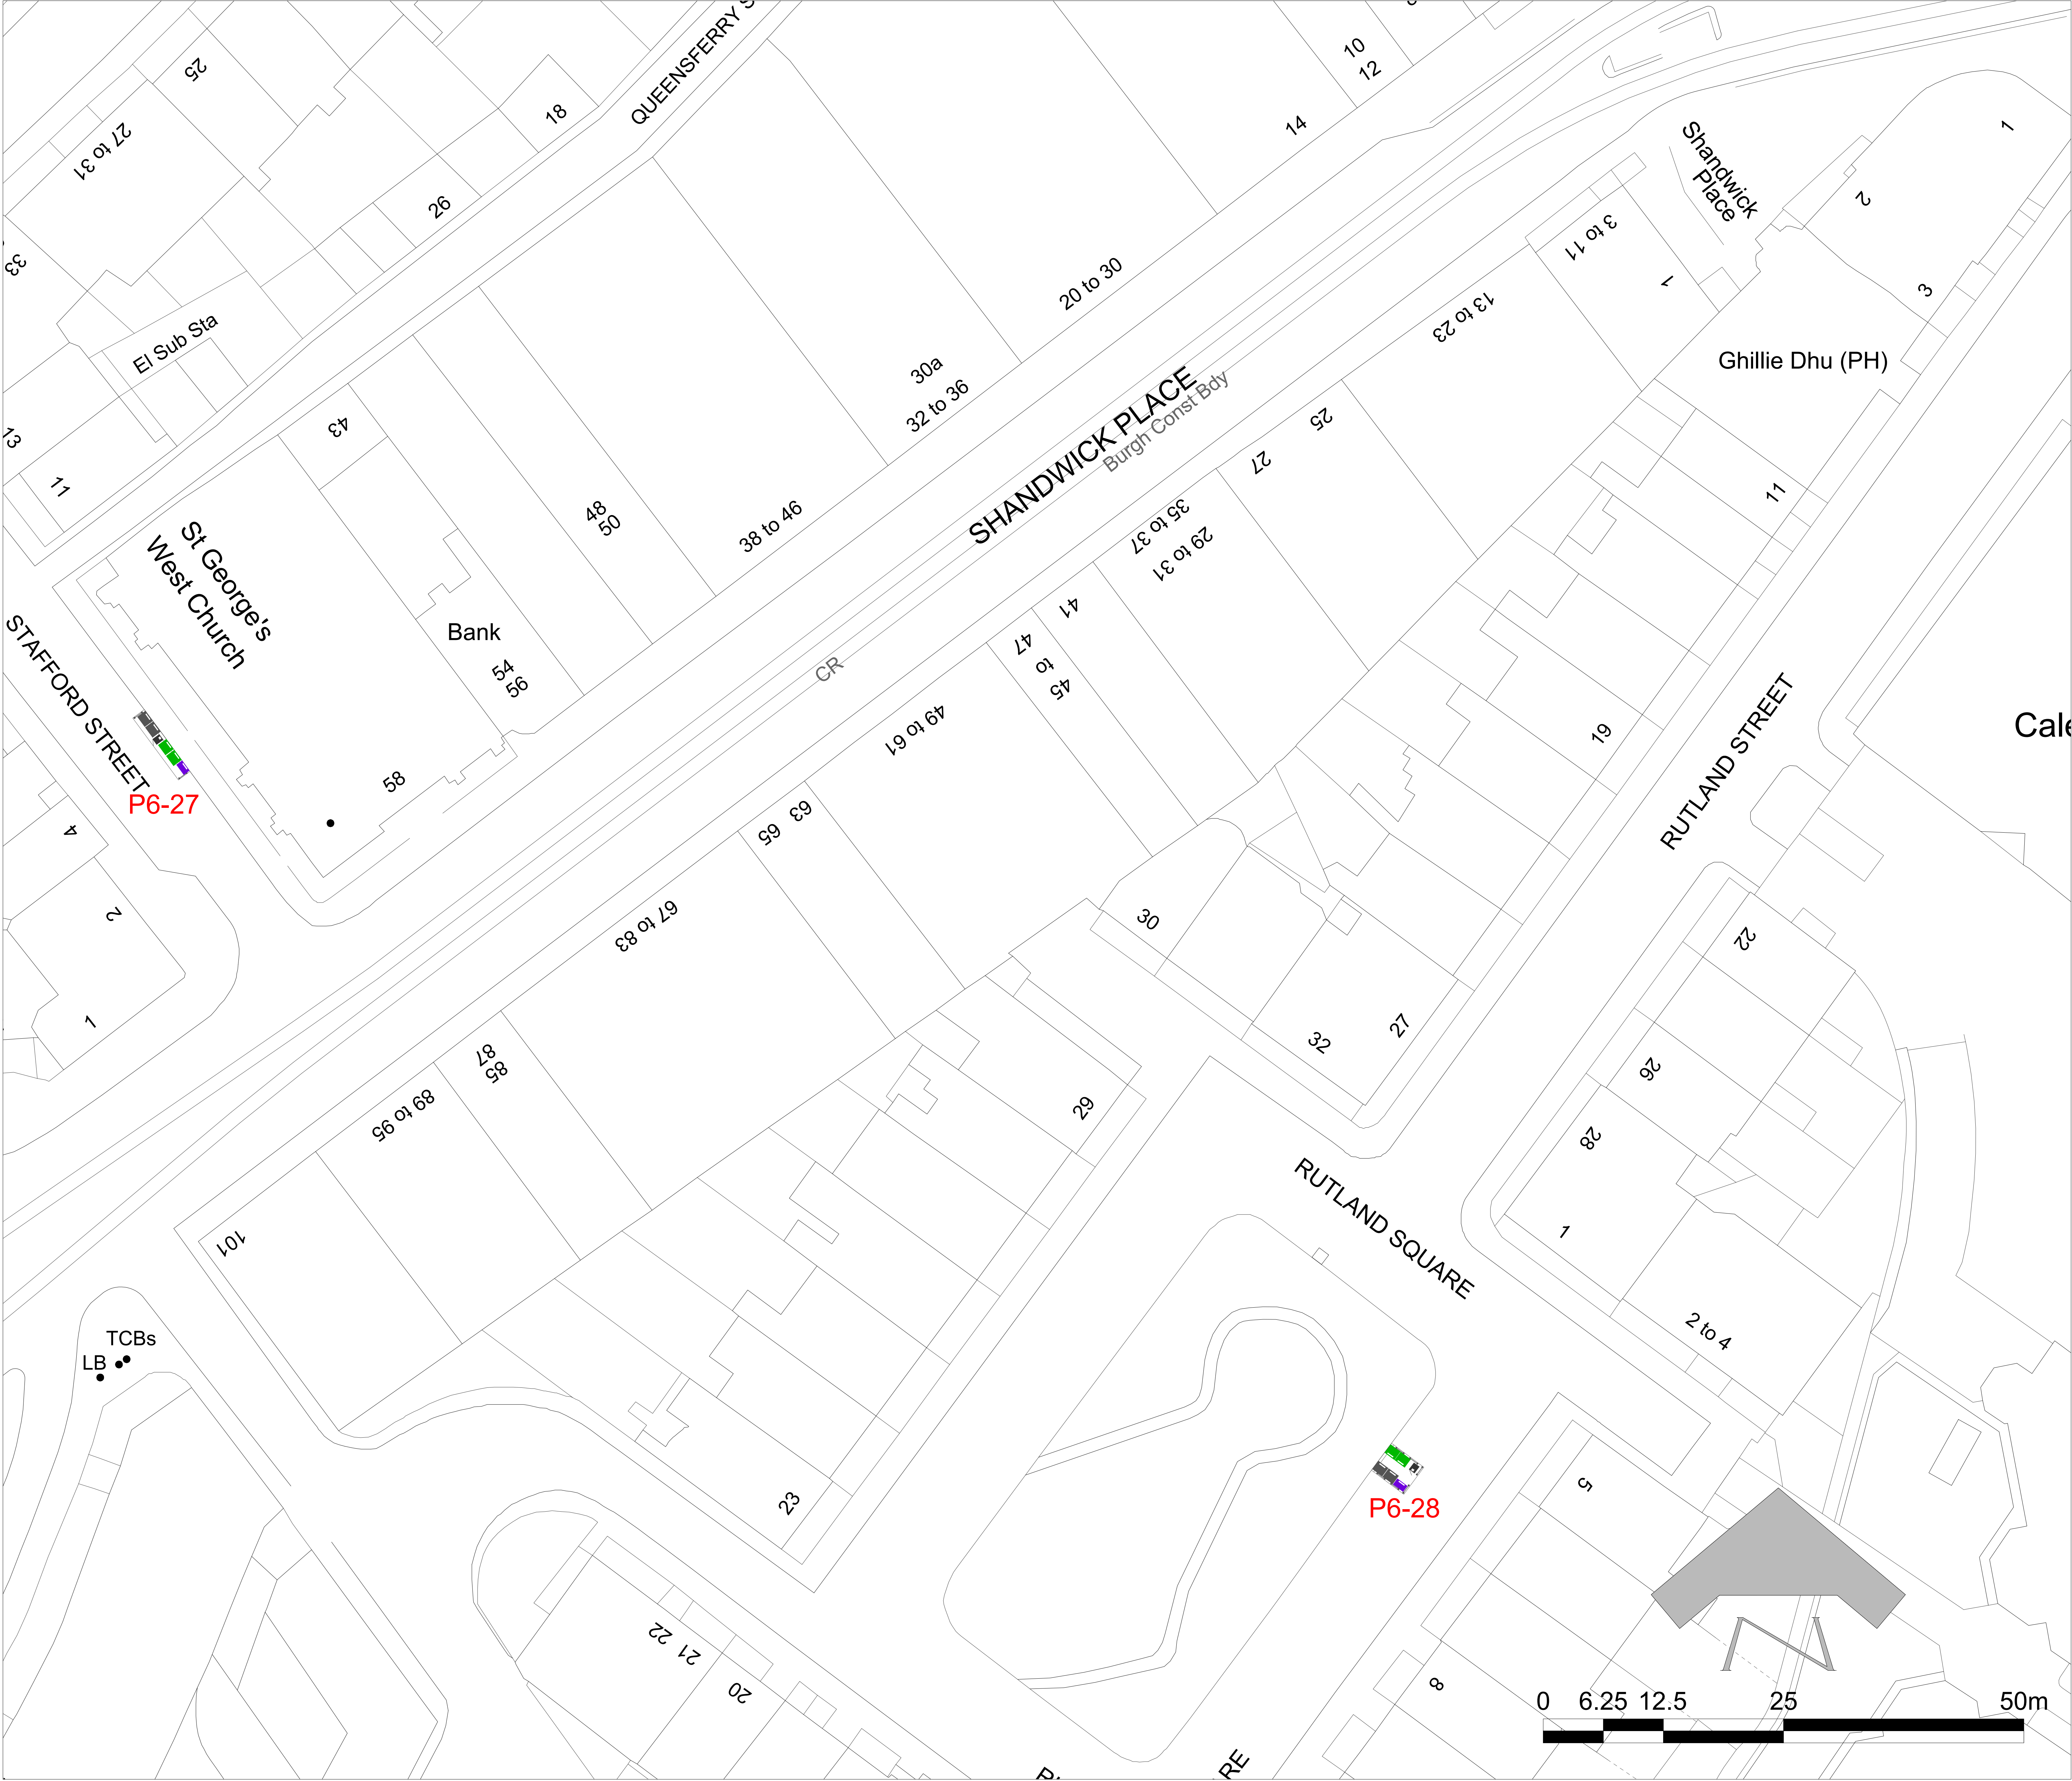 QUEENSFERRY S
10
12
14
25
27 to 31
18
26
33
El Sub Sta
13
11
43
Shandwick
Place
1
2
3
3 to 11
1
13 to 23
20 to 30
30a
32 to 36
SHANDWICK PLACE
Burgh Const Bdy
Ghillie Dhu (PH)
25
27
11
48
50
38 to 46
35 to 37
29 to 31
St George's
West Church
Bank
54
56
STAFFORD STREET
41
47
to
45
CR
49 to 61
19
RUTLAND STREET
Cale
P6-27
58
4
63
65
2
1
67 to 83
30
22
87
85
32
27
26
89 to 95
29
28
101
RUTLAND SQUARE
1
2 to 4
TCBs
LB
23
5
P6-28
22
21
20
8
RE
0 6.25 12.5 25 50m